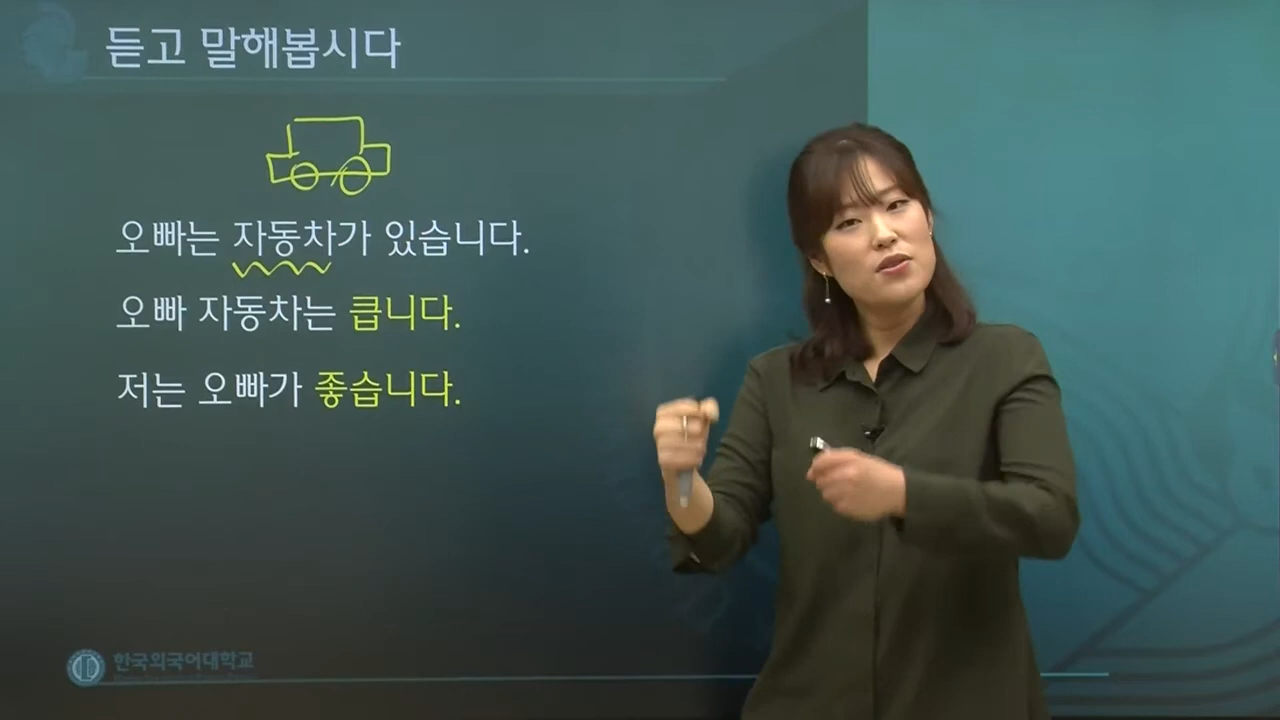 듣고 말해봅시다
오빠는 자동차가 있습니다.
오빠 자동차는 큽니다.
저는 오빠가 좋습니다.
한국외국어대학교